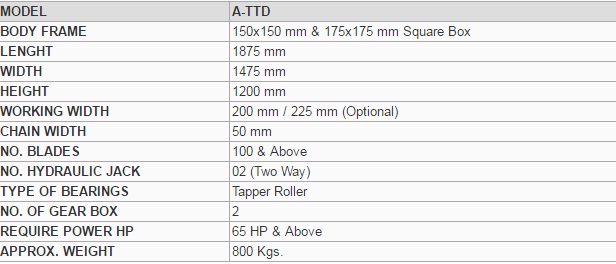 MODEL A-TTD
BODY FRAME 150x150 mm & 175x175 mm Square Box
LENGHT 1875 mm
WIDTH 1475 mm
HEIGHT 1200 mm
WORKING WIDTH 200 mm / 225 mm (Optional)
CHAIN WIDTH 50 mm
NO. BLADES 100 & Above
NO. HYDRAULIC JACK 02 (Two Way)
TYPE OF BEARINGS Tapper Roller
NO. OF GEAR BOX 2
REQUIRE POWER HP 65 HP & Above
APPROX. WEIGHT 800 Kgs.